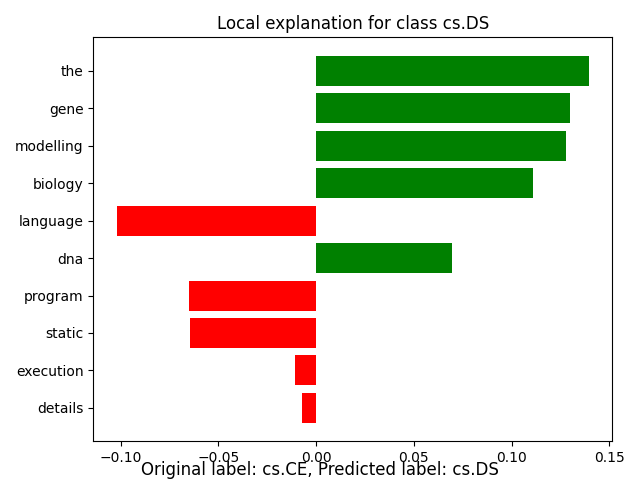 Local explanation for class cs.DS
the
gene
modelling
biology
language
dna
program
static
execution
details
−0.10 −0.05 0.00 0.05 0.10 0.15
Original label: cs.CE, Predicted label: cs.DS